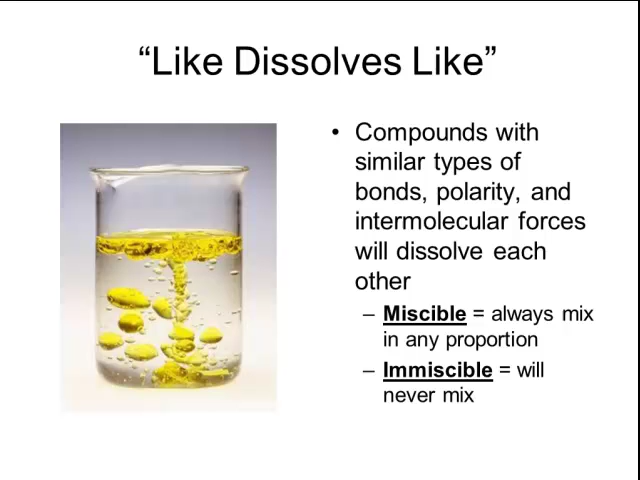 “Like Dissolves Like”
• Compounds with
similar types of
bonds, polarity, and
intermolecular forces
will dissolve each
other
– Miscible = always mix
in any proportion
– Immiscible = will
never mix